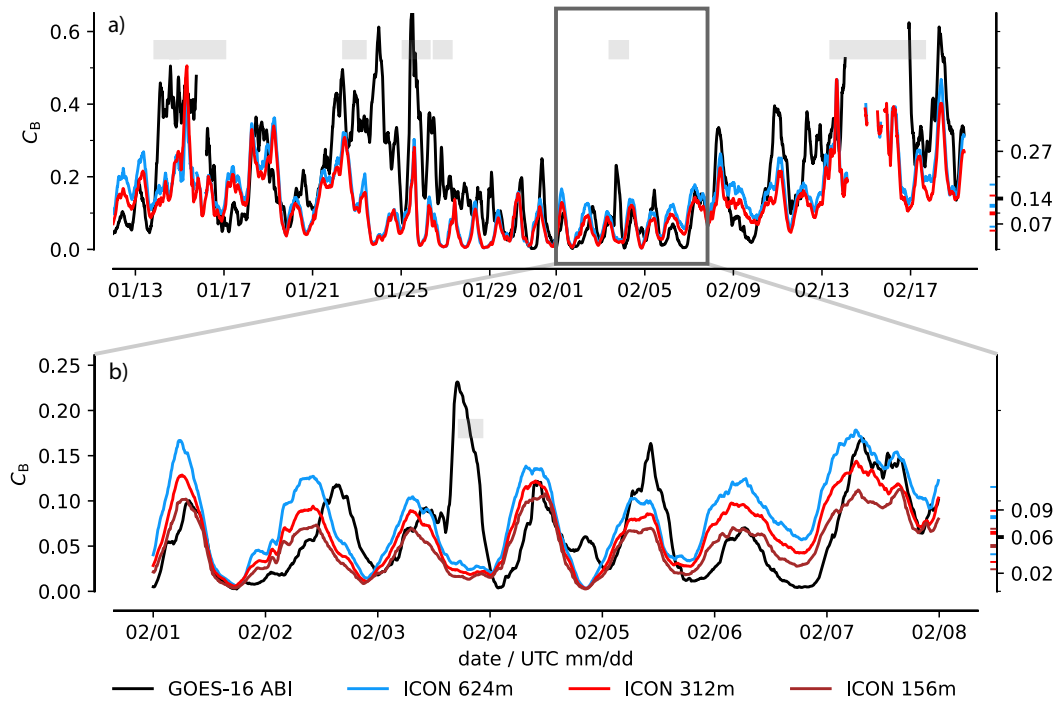 a)
0.6
0.4
0.2
0.0
C_B
0.27
0.14
0.07
01/13 01/17 01/21 01/25 01/29 02/01 02/05 02/09 02/13 02/17
b)
0.25
0.20
0.15
0.10
0.05
0.00
C_B
0.09
0.06
0.02
02/01 02/02 02/03 02/04 02/05 02/06 02/07 02/08
date / UTC mm/dd
GOES-16 ABI ICON 624m ICON 312m ICON 156m